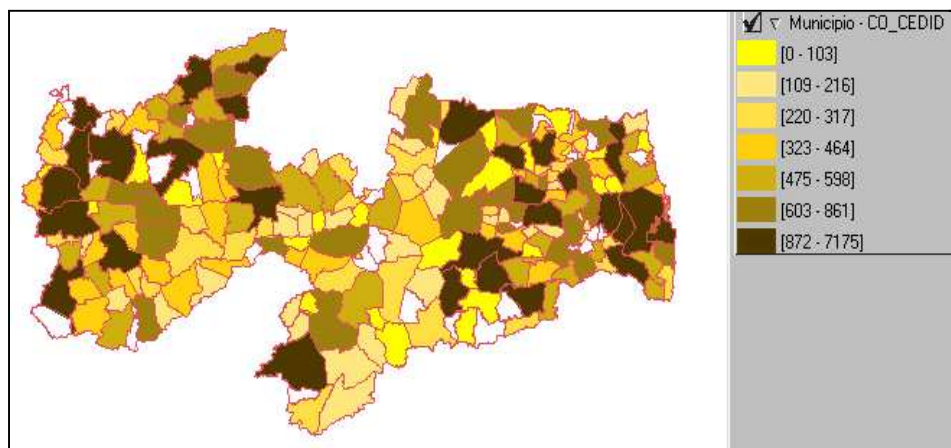 Municipio - CO_CEDID
[0 - 103]
[109 - 216]
[220 - 317]
[323 - 464]
[475 - 598]
[603 - 861]
[872 - 7175]